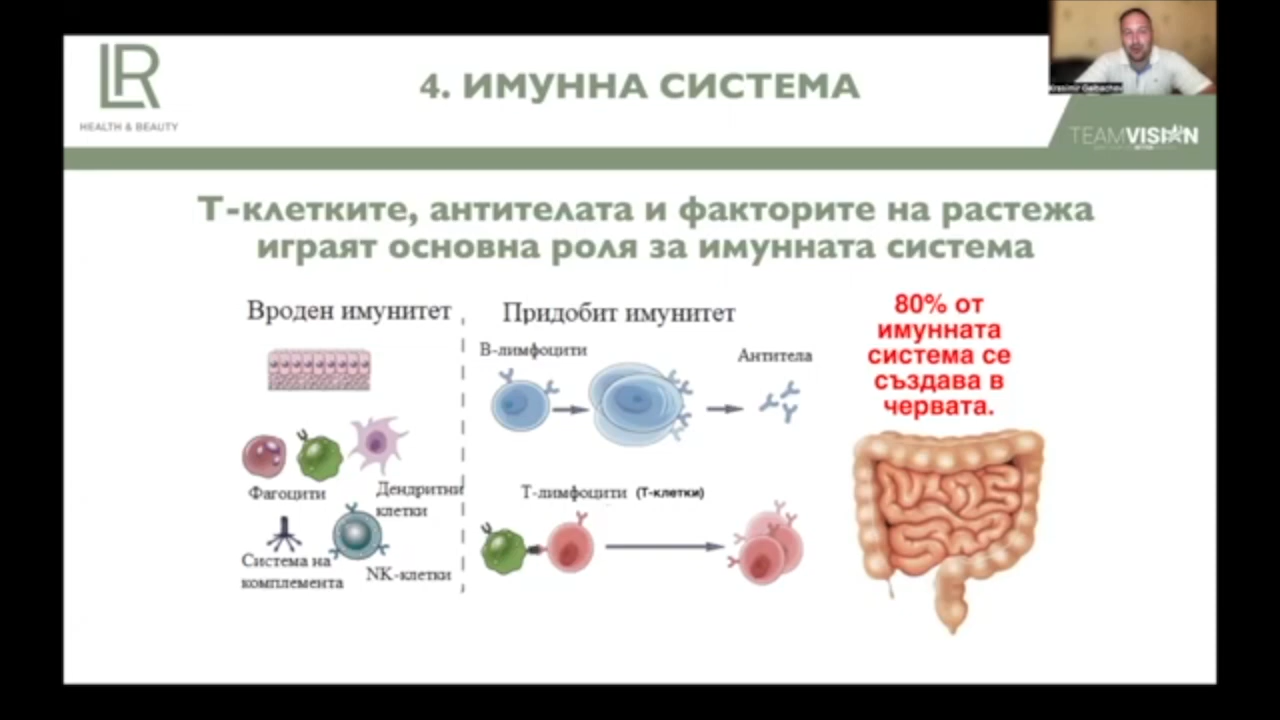 LR
HEALTH & BEAUTY
4. ИМУННА СИСТЕМА
TEAMVISION
Т-клетките, антителата и факторите на растежа
играят основна роля за имунната система
Вроден имунитет
Фагоцити
Дендритни
клетки
Система на
комплемента
NK-клетки
Придобит имунитет
В-лимфоцити
Антитела
Т-лимфоцити (Т-клетки)
80% от
имунната
система се
създава в
червата.